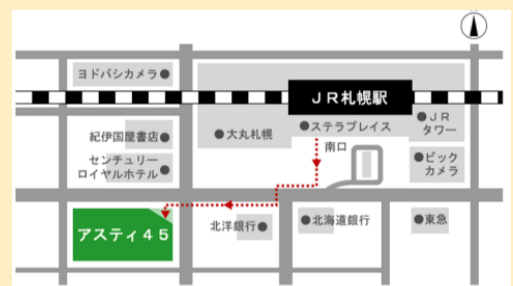 ヨドバシカメラ
JR札幌駅
JR
タワー
紀伊国屋書店
大丸札幌
ステラプレイス
南口
センチュリー
ロイヤルホテル
ビック
カメラ
アスティ45
北洋銀行
北海道銀行
東急